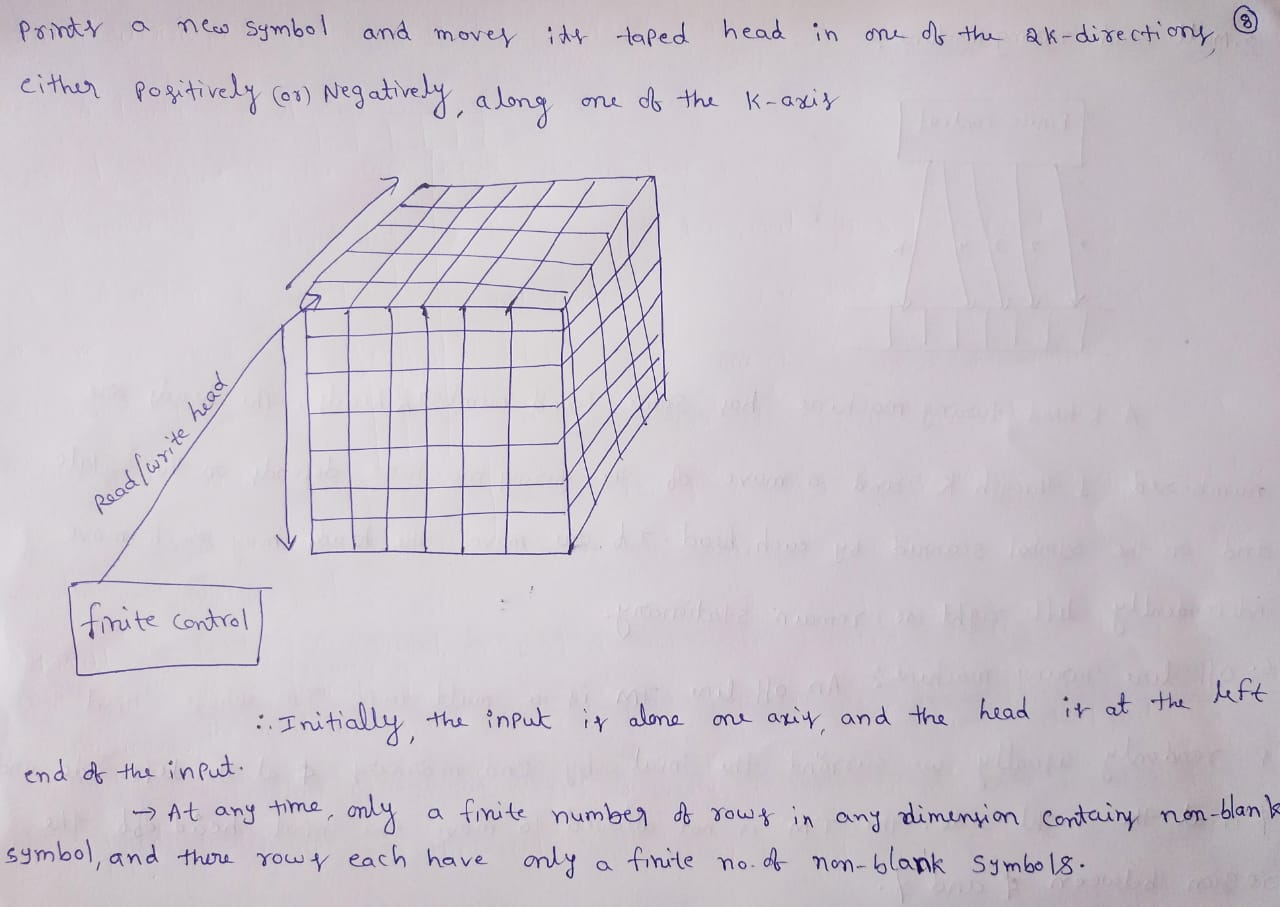 Prints a new symbol and moves its taped head in one of the 2K-directions, 8
either Positively (or) Negatively, along one of the K-axis
Read/write head
finite control
∴ Initially, the input is alone one axis, and the head is at the left
end of the input.
→ At any time, only a finite number of rows in any dimension contains non-blank
symbol, and there rows each have only a finite no. of non-blank symbols.